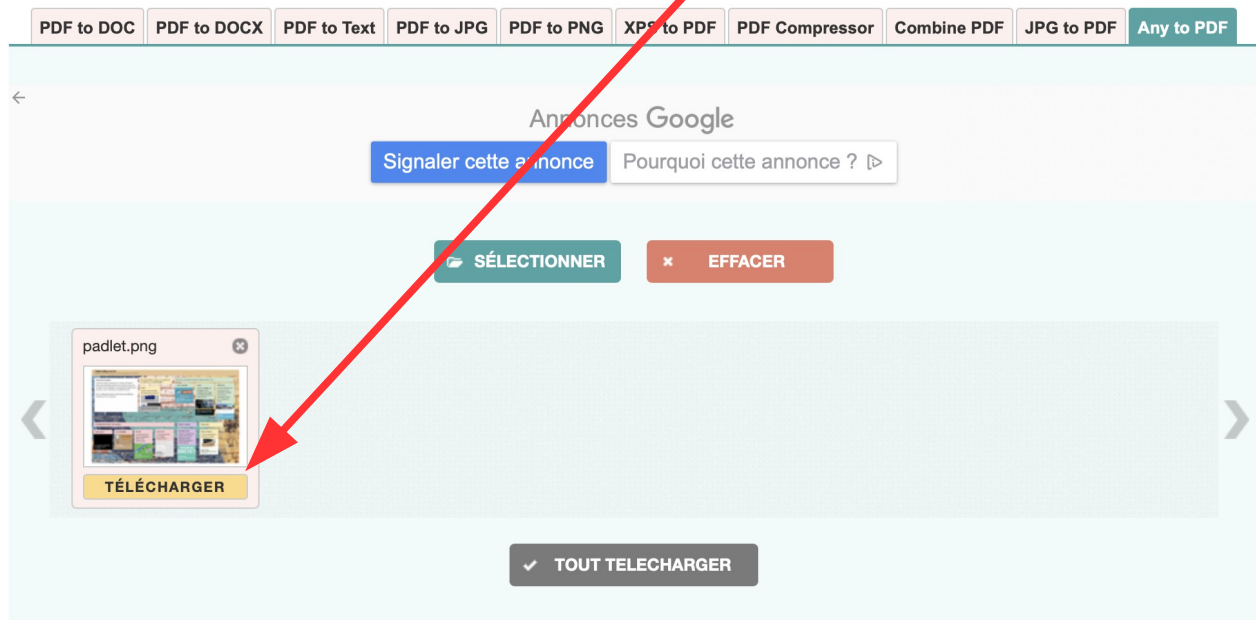 PDF to DOC PDF to DOCX PDF to Text PDF to JPG PDF to PNG XPS to PDF PDF Compressor Combine PDF JPG to PDF Any to PDF
Annonces Google
Signaler cette annonce Pourquoi cette annonce ?
SÉLECTIONNER EFFACER
padlet.png
TÉLÉCHARGER
TOUT TELECHARGER